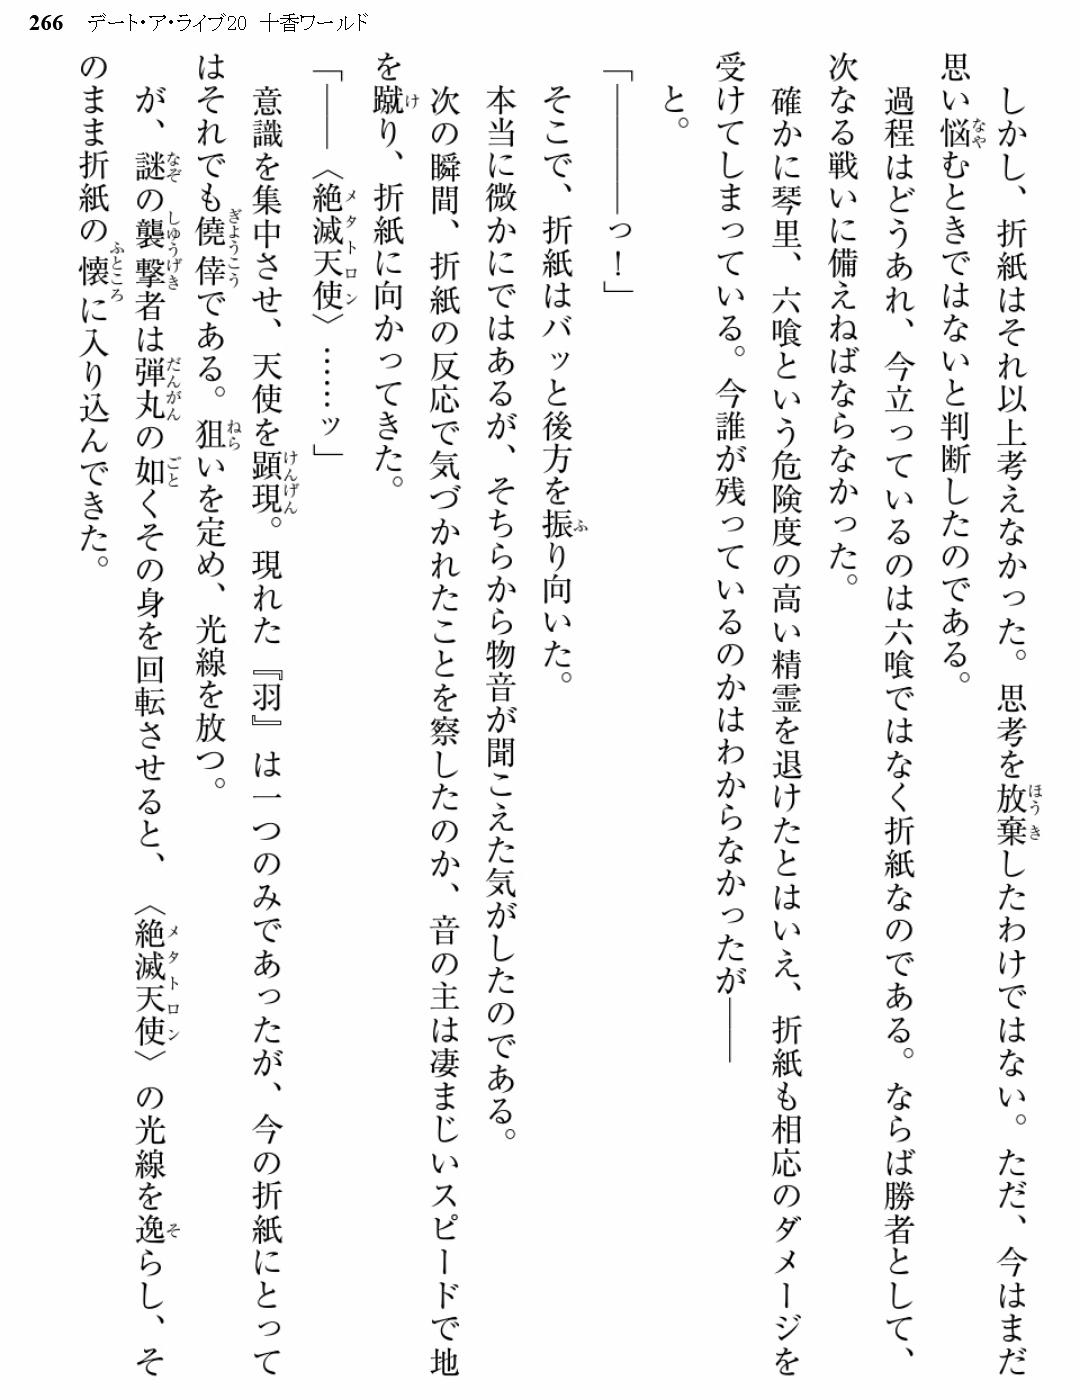 266 デート・ア・ライブ20 十香ワールド
しかし、折紙はそれ以上考えなかった。思考を放棄したわけではない。ただ、今はまだ
思い悩むときではないと判断したのである。
過程はどうあれ、今立っているのは六喰ではなく折紙なのである。ならば勝者として、
次なる戦いに備えねばならなかった。
確かに琴里、六喰という危険度の高い精霊を退けたとはいえ、折紙も相応のダメージを
受けてしまっている。今誰が残っているのかはわからなかったが――
と。
「――――っ！」
そこで、折紙はバッと後方を振り向いた。
本当に微かにではあるが、そちらから物音が聞こえた気がしたのである。
次の瞬間、折紙の反応で気づかれたことを察したのか、音の主は凄まじいスピードで地
を蹴り、折紙に向かってきた。
「――〈絶滅天使〉……ッ」
意識を集中させ、天使を顕現。現れた『羽』は一つのみであったが、今の折紙にとって
はそれでも僥倖である。狙いを定め、光線を放つ。
が、謎の襲撃者は弾丸の如くその身を回転させると、〈絶滅天使〉の光線を逸らし、そ
のまま折紙の懐に入り込んできた。